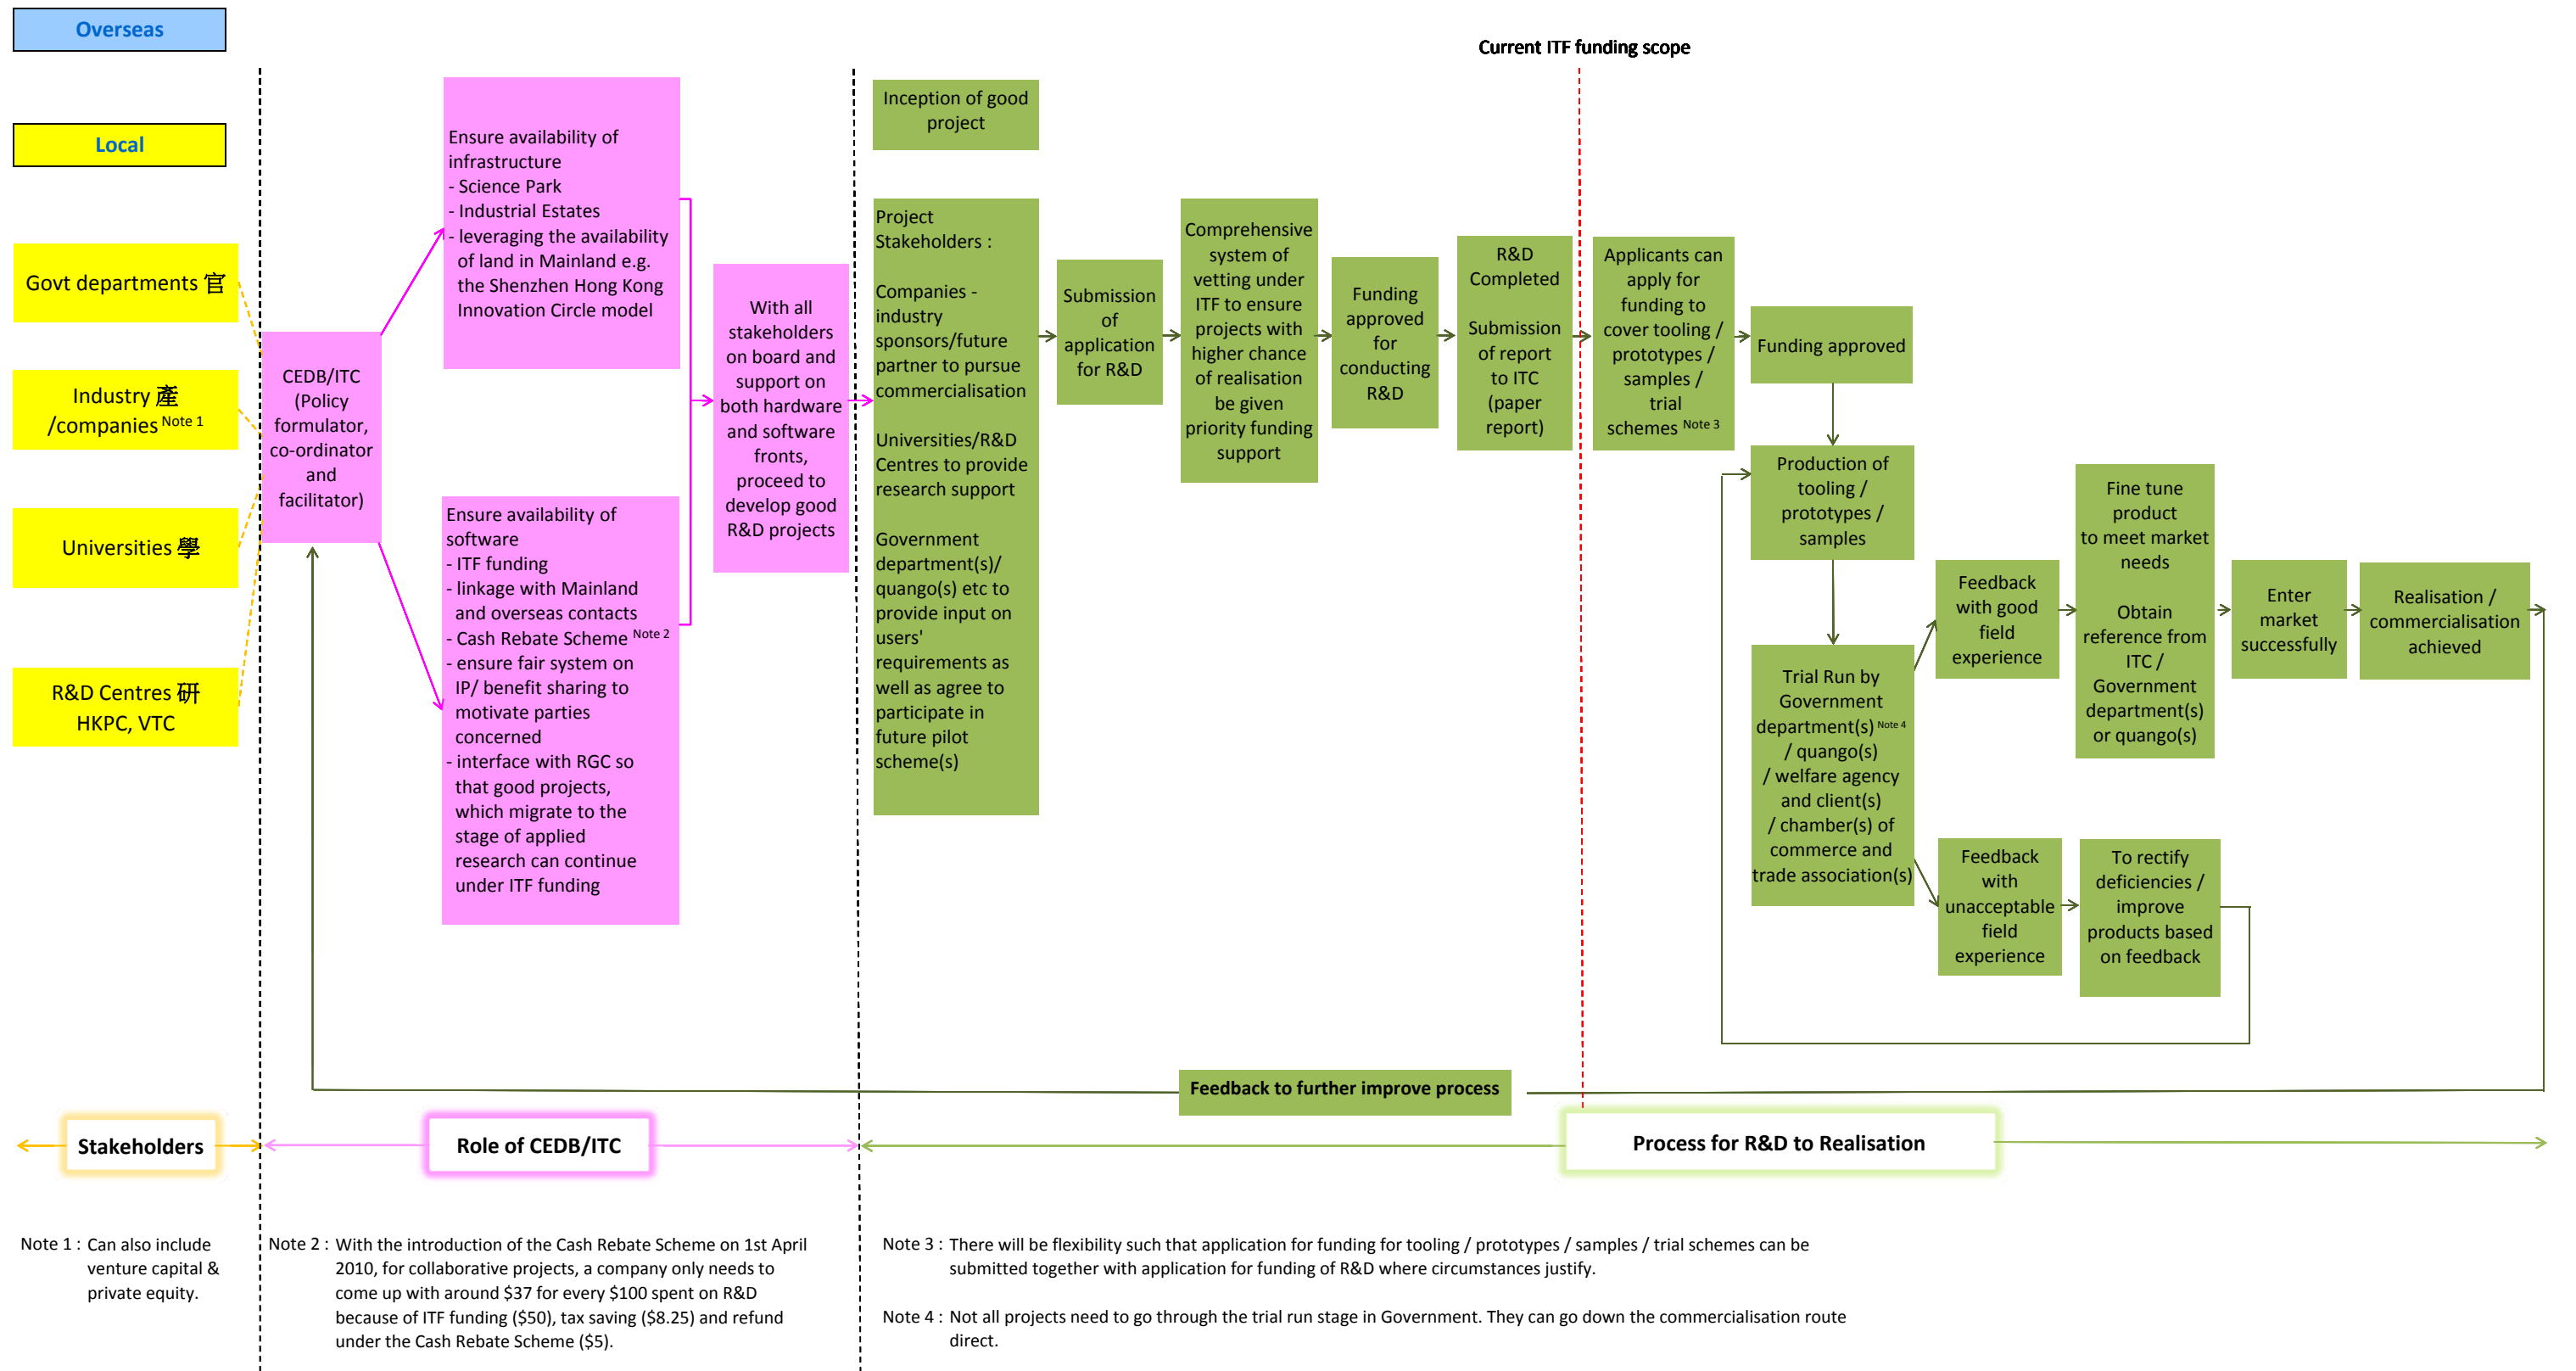 Overseas
Local
Govt departments 官
Industry 產
/companies Note 1
Universities 學
R&D Centres 研
HKPC, VTC
CEDB/ITC
(Policy
formulator,
co-ordinator
and
facilitator)
Ensure availability of
infrastructure
- Science Park
- Industrial Estates
- leveraging the availability
of land in Mainland e.g.
the Shenzhen Hong Kong
Innovation Circle model
Ensure availability of
software
- ITF funding
- linkage with Mainland
and overseas contacts
- Cash Rebate Scheme Note 2
- ensure fair system on
IP/ benefit sharing to
motivate parties
concerned
- interface with RGC so
that good projects,
which migrate to the
stage of applied
research can continue
under ITF funding
With all
stakeholders
on board and
support on
both hardware
and software
fronts,
proceed to
develop good
R&D projects
Inception of good
project
Project
Stakeholders :
Companies -
industry
sponsors/future
partner to pursue
commercialisation
Universities/R&D
Centres to provide
research support
Government
department(s)/
quango(s) etc to
provide input on
users'
requirements as
well as agree to
participate in
future pilot
scheme(s)
Submission
of
application
for R&D
Comprehensive
system of
vetting under
ITF to ensure
projects with
higher chance
of realisation
be given
priority funding
support
Funding
approved
for
conducting
R&D
R&D
Completed
Submission
of report
to ITC
(paper
report)
Current ITF funding scope
Applicants can
apply for
funding to
cover tooling /
prototypes /
samples /
trial
schemes Note 3
Funding approved
Production of
tooling /
prototypes /
samples
Trial Run by
Government
department(s) Note 4
/ quango(s)
/ welfare agency
and client(s)
/ chamber(s) of
commerce and
trade association(s)
Feedback
with good
field
experience
Fine tune
product
to meet market
needs
Obtain
reference from
ITC /
Government
department(s)
or quango(s)
Enter
market
successfully
Realisation /
commercialisation
achieved
Feedback
with
unacceptable
field
experience
To rectify
deficiencies /
improve
products based
on feedback
Feedback to further improve process
Stakeholders
Role of CEDB/ITC
Process for R&D to Realisation
Note 1 : Can also include
venture capital &
private equity.
Note 2 : With the introduction of the Cash Rebate Scheme on 1st April
2010, for collaborative projects, a company only needs to
come up with around $37 for every $100 spent on R&D
because of ITF funding ($50), tax saving ($8.25) and refund
under the Cash Rebate Scheme ($5).
Note 3 : There will be flexibility such that application for funding for tooling / prototypes / samples / trial schemes can be
submitted together with application for funding of R&D where circumstances justify.
Note 4 : Not all projects need to go through the trial run stage in Government. They can go down the commercialisation route
direct.